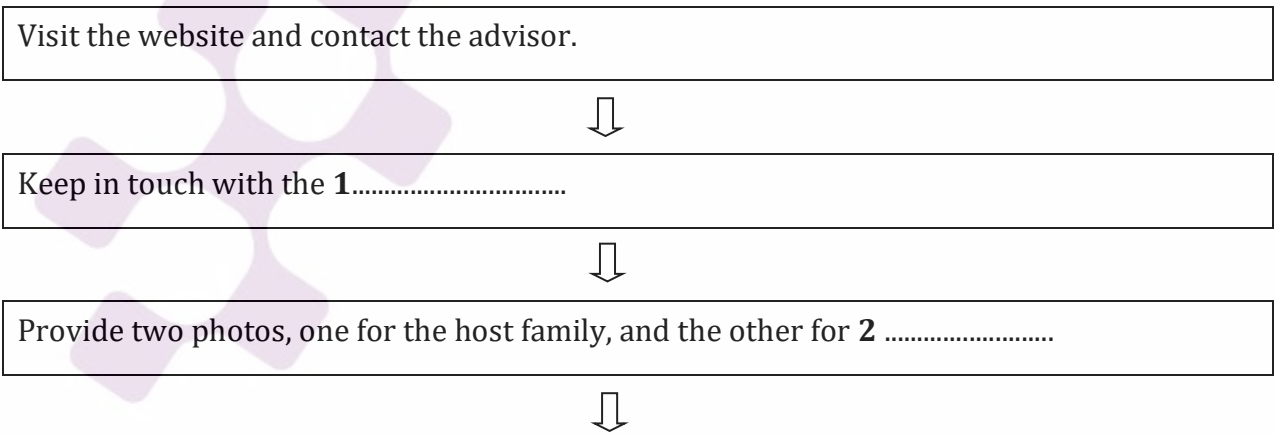 Visit the website and contact the advisor.
Keep in touch with the 1.................................
Provide two photos, one for the host family, and the other for 2 ..........................